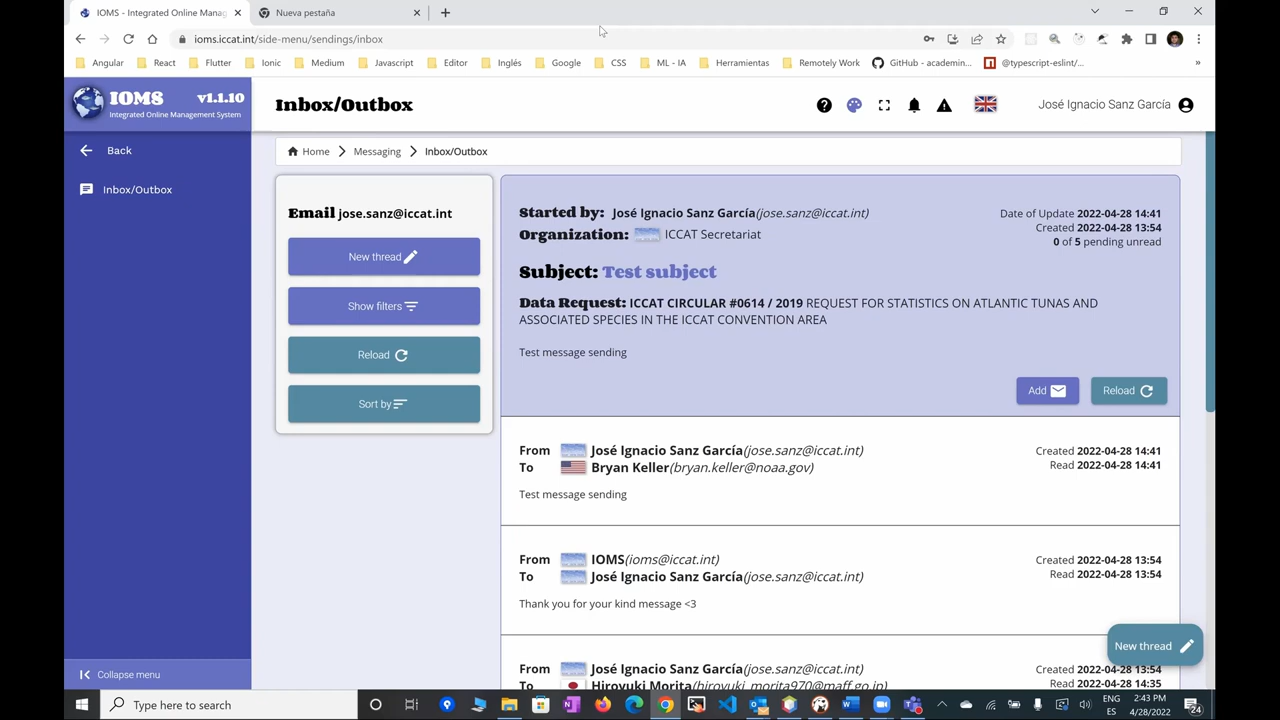 IOMS - Integrated Online Manag
Nueva pestaña
ioms.iccat.int/side-menu/sendings/inbox
Angular
React
Flutter
Ionic
Medium
Javascript
Editor
Inglés
Google
CSS
ML - IA
Herramientas
Remotely Work
GitHub - academin...
@typescript-eslint/...
»
IOMS v1.1.10
Integrated Online Management System
Inbox/Outbox
José Ignacio Sanz García
Back
Inbox/Outbox
Home
Messaging
Inbox/Outbox
Email jose.sanz@iccat.int
New thread
Show filters
Reload
Sort by
Started by: José Ignacio Sanz García(jose.sanz@iccat.int)
Organization: ICCAT Secretariat
Date of Update 2022-04-28 14:41
Created 2022-04-28 13:54
0 of 5 pending unread
Subject: Test subject
Data Request: ICCAT CIRCULAR #0614 / 2019 REQUEST FOR STATISTICS ON ATLANTIC TUNAS AND
ASSOCIATED SPECIES IN THE ICCAT CONVENTION AREA
Test message sending
Add
Reload
From José Ignacio Sanz García(jose.sanz@iccat.int)
To Bryan Keller(bryan.keller@noaa.gov)
Created 2022-04-28 14:41
Read 2022-04-28 14:41
Test message sending
From IOMS(ioms@iccat.int)
To José Ignacio Sanz García(jose.sanz@iccat.int)
Created 2022-04-28 13:54
Read 2022-04-28 13:54
Thank you for your kind message <3
New thread
From José Ignacio Sanz García(jose.sanz@iccat.int)
To Hiroyuki Morita(hiroyuki_morita970@maff.go.jp)
Created 2022-04-28 13:54
Read 2022-04-28 14:35
Collapse menu
Type here to search
ENG
ES
2:43 PM
4/28/2022
24